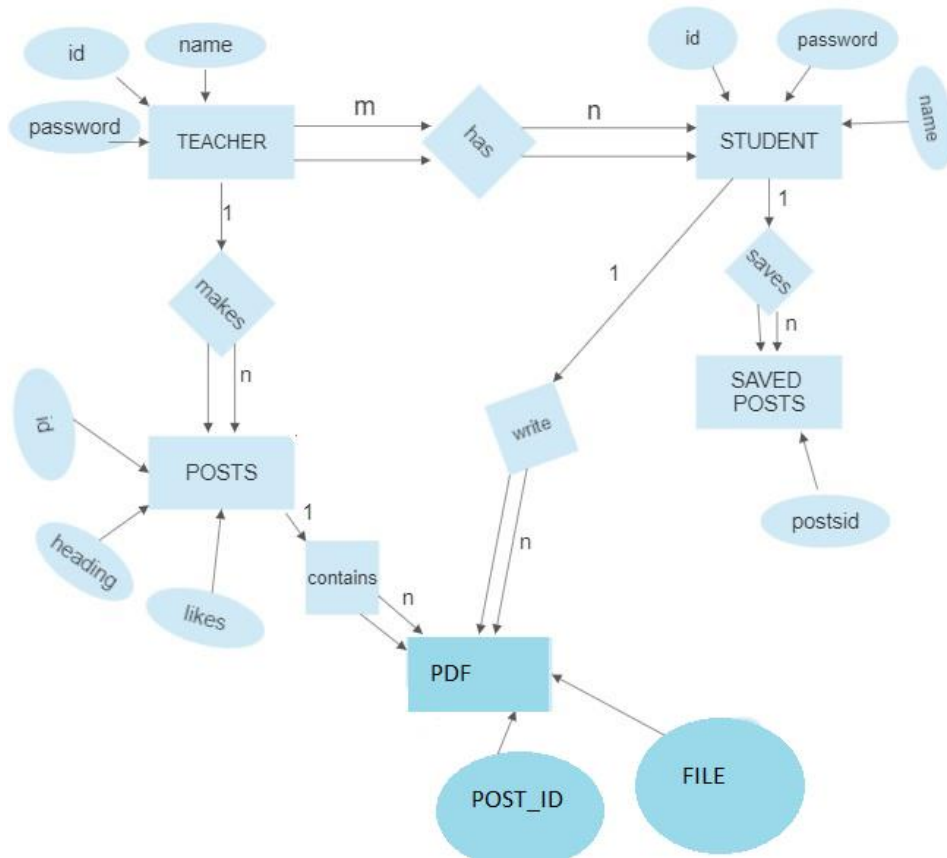 id
name
password
TEACHER
m
has
n
id
password
name
STUDENT
1
makes
n
1
saves
n
SAVED
POSTS
postsid
1
write
n
id
POSTS
heading
likes
1
contains
n
PDF
POST_ID
FILE